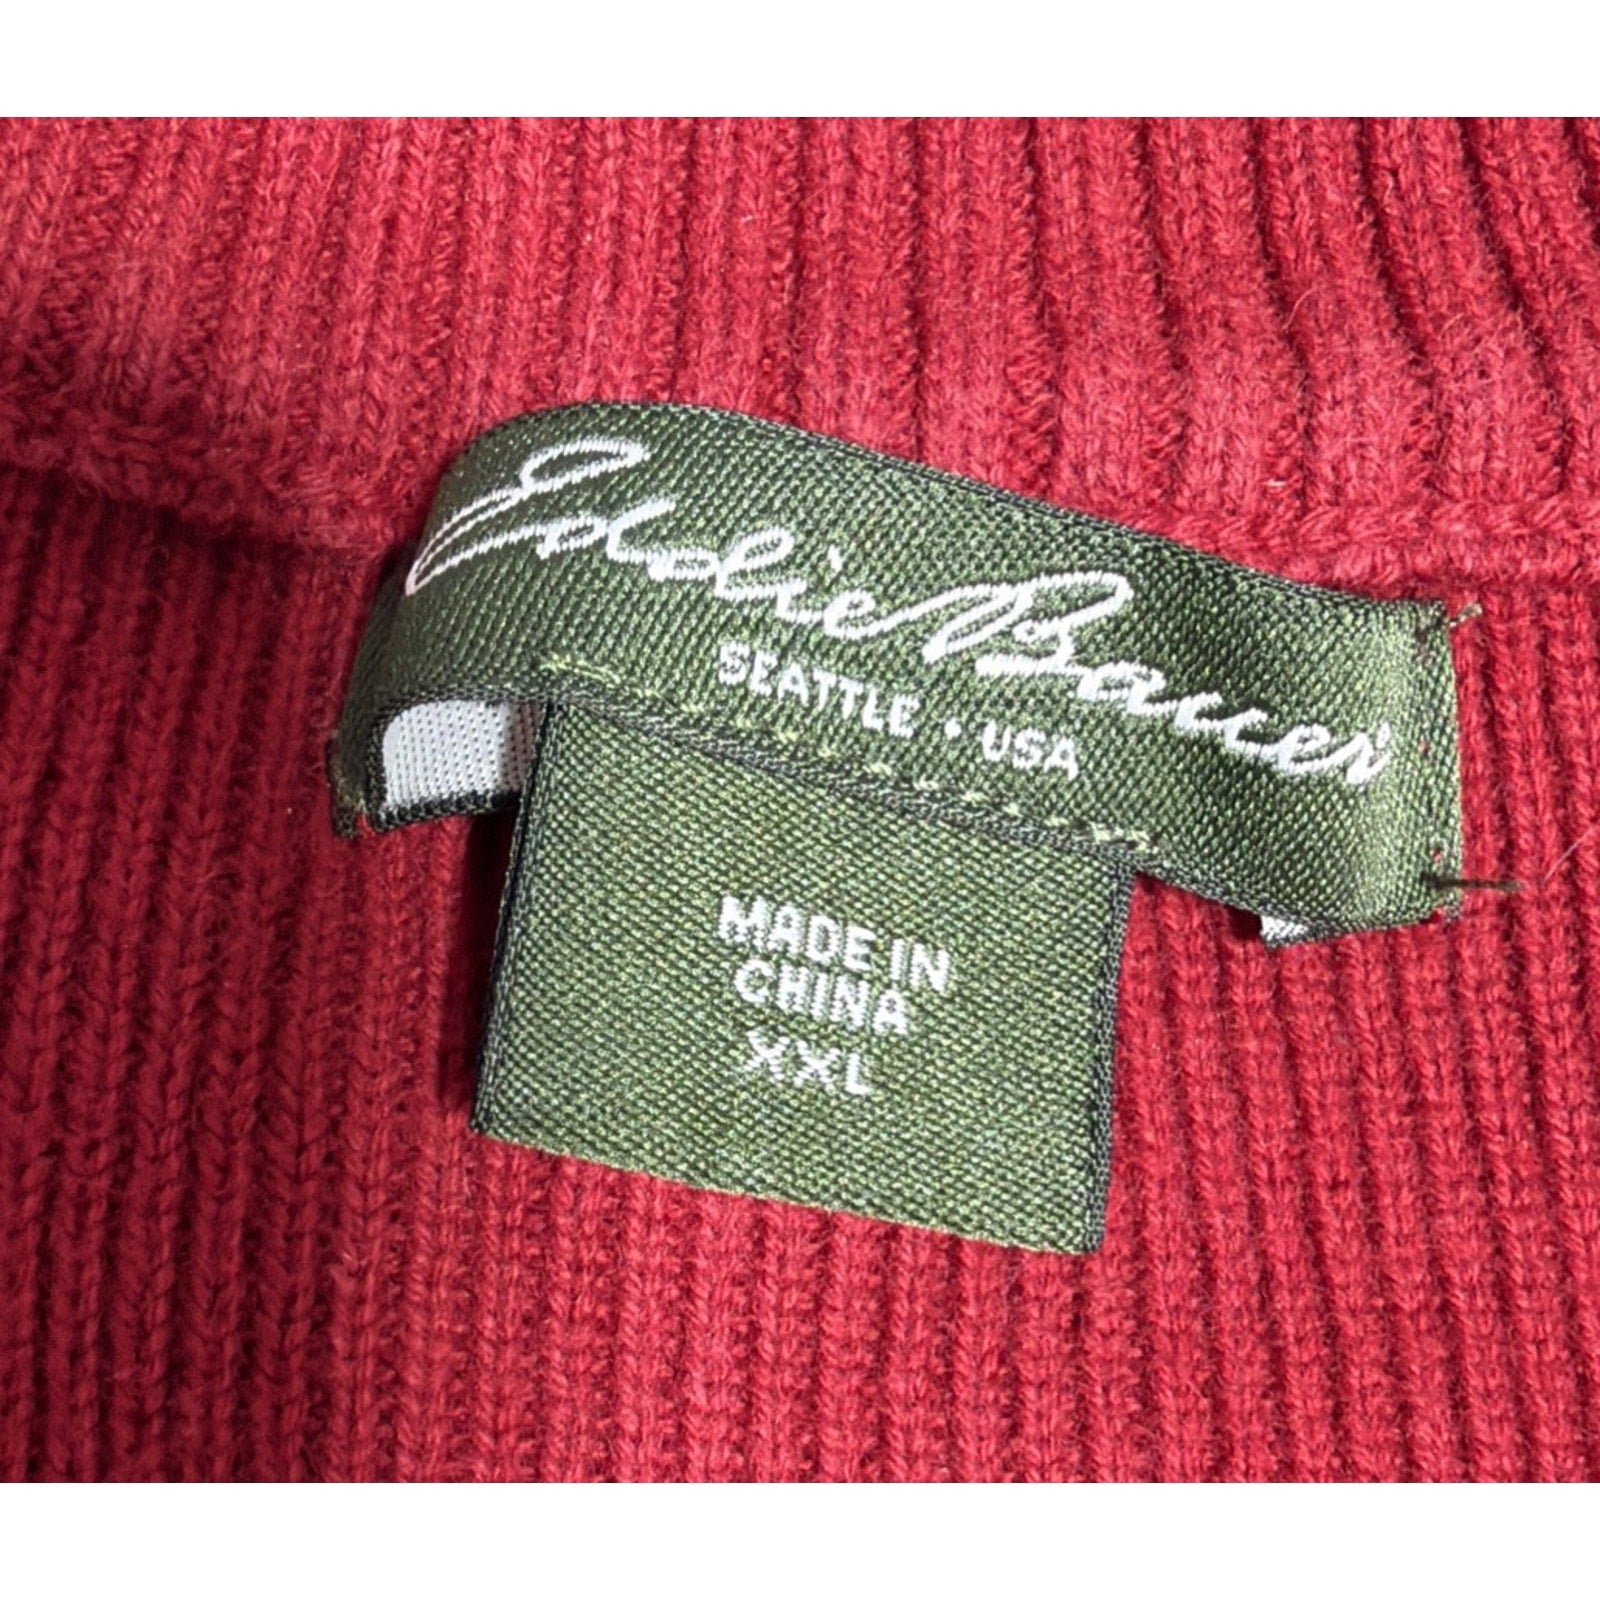 Eddie Bauer
SEATTLE • USA
MADE IN
CHINA
XXL